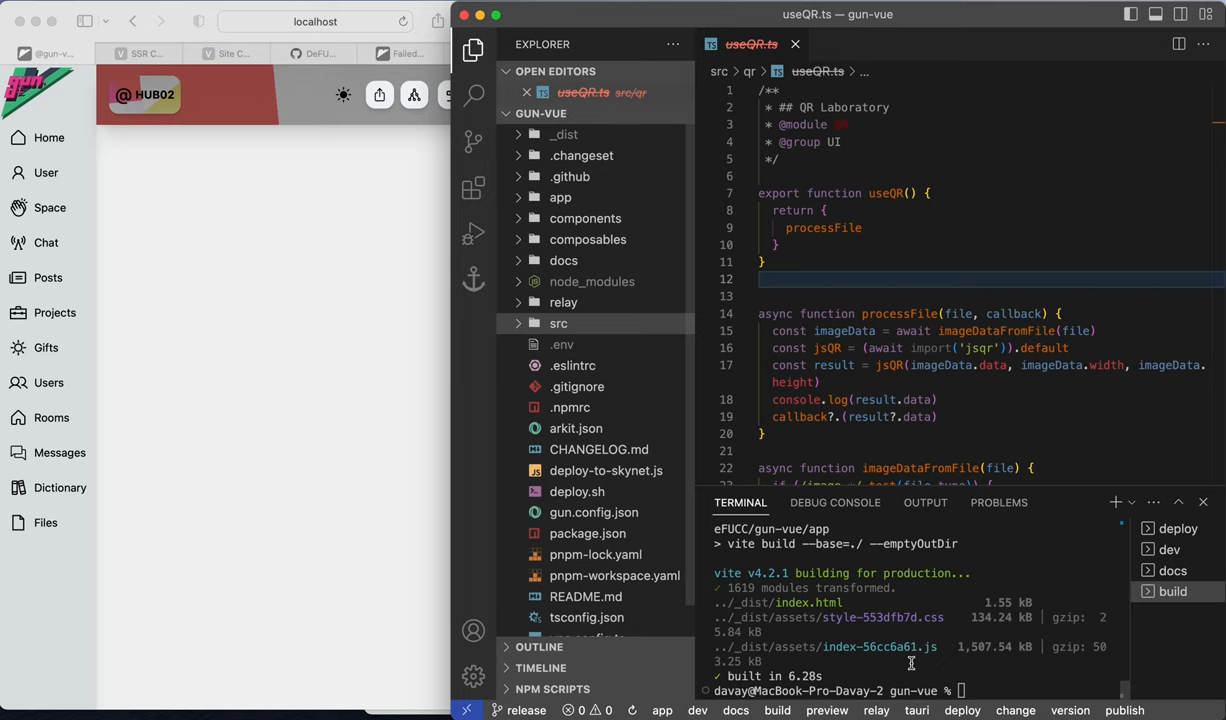 localhost
@gun-v...
SSR C...
Site C...
DeFU...
Failed...
gun
@ HUB02
Home
User
Space
Chat
Posts
Projects
Gifts
Users
Rooms
Messages
Dictionary
Files
useQR.ts — gun-vue
EXPLORER
OPEN EDITORS
useQR.ts src/qr
GUN-VUE
_dist
.changeset
.github
app
components
composables
docs
node_modules
relay
src
.env
.eslintrc
.gitignore
.npmrc
arkit.json
CHANGELOG.md
deploy-to-skynet.js
deploy.sh
gun.config.json
package.json
pnpm-lock.yaml
pnpm-workspace.yaml
README.md
tsconfig.json
OUTLINE
TIMELINE
NPM SCRIPTS
useQR.ts
src > qr > useQR.ts > ...
1 /**
2 * ## QR Laboratory
3 * @module QR
4 * @group UI
5 */
6
7 export function useQR() {
8 return {
9 processFile
10 }
11 }
12
13
14 async function processFile(file, callback) {
15 const imageData = await imageDataFromFile(file)
16 const jsQR = (await import('jsqr')).default
17 const result = jsQR(imageData.data, imageData.width, imageData.
height)
18 console.log(result.data)
19 callback?.(result?.data)
20 }
21
22 async function imageDataFromFile(file) {
23 if (/image.*/.test(file.type)) {
TERMINAL
DEBUG CONSOLE
OUTPUT
PROBLEMS
eFUCC/gun-vue/app
> vite build --base=./ --emptyOutDir
vite v4.2.1 building for production...
✓ 1619 modules transformed.
../_dist/index.html 1.55 kB
../_dist/assets/style-553dfb7d.css 134.24 kB │ gzip: 2
5.84 kB
../_dist/assets/index-56cc6a61.js 1,507.54 kB │ gzip: 50
3.25 kB
✓ built in 6.28s
davay@MacBook-Pro-Davay-2 gun-vue %
deploy
dev
docs
build
release
0
0
app
dev
docs
build
preview
relay
tauri
deploy
change
version
publish